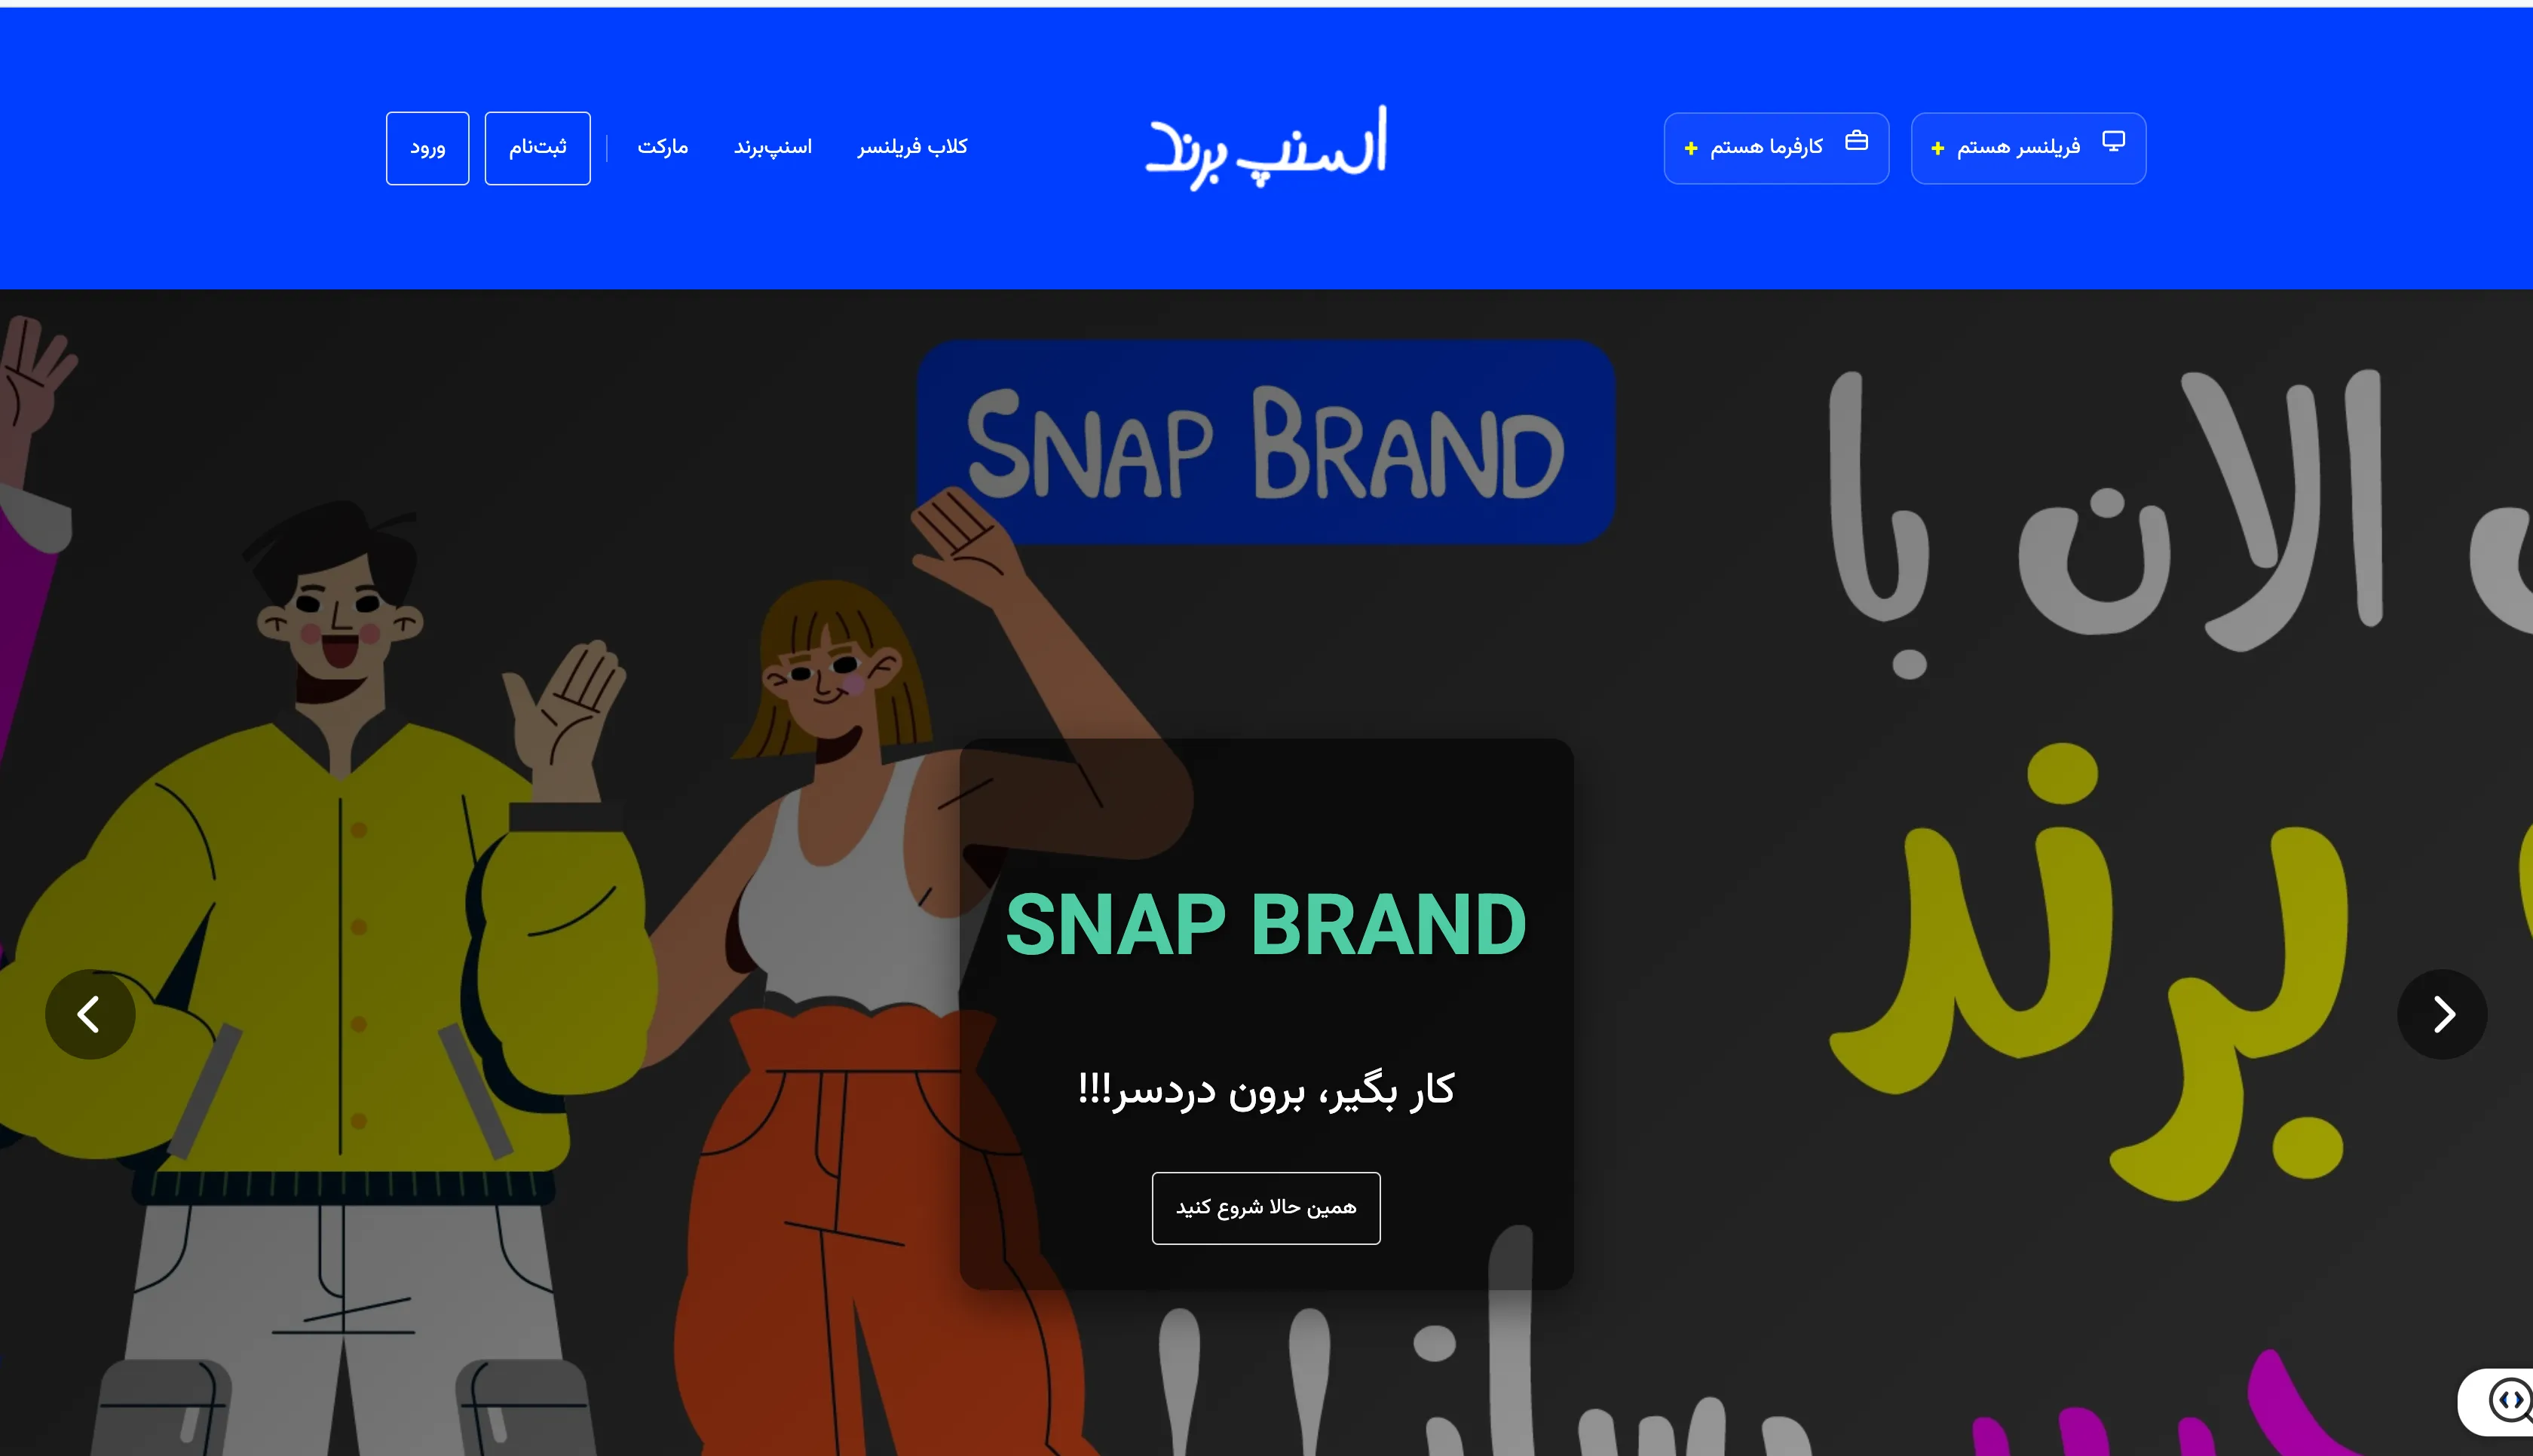 فریلنسر هستم +
کارفرما هستم +
اسنپ برند
کلاب فریلنسر
اسنپ‌برند
مارکت
ثبت‌نام
ورود
SNAP BRAND
الان با
برند
SNAP BRAND
کار بگیر، برون دردسر!!!
همین حالا شروع کنید